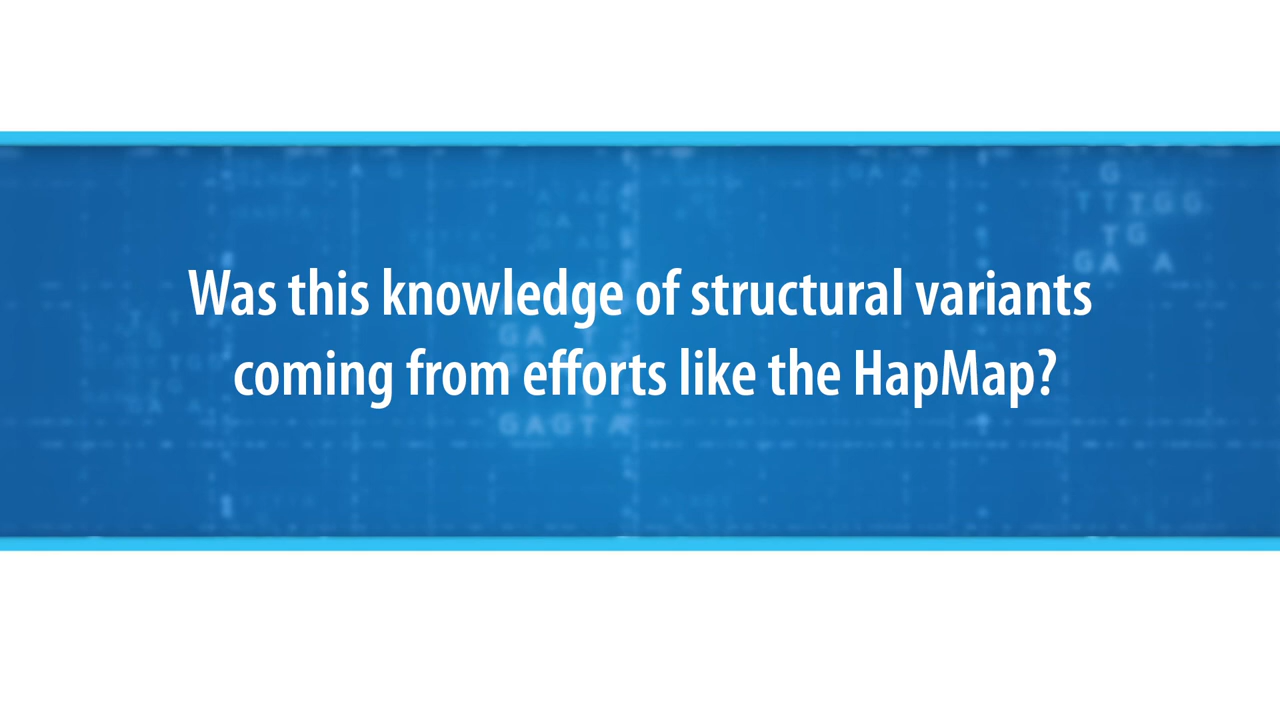 Was this knowledge of structural variants
coming from efforts like the HapMap?